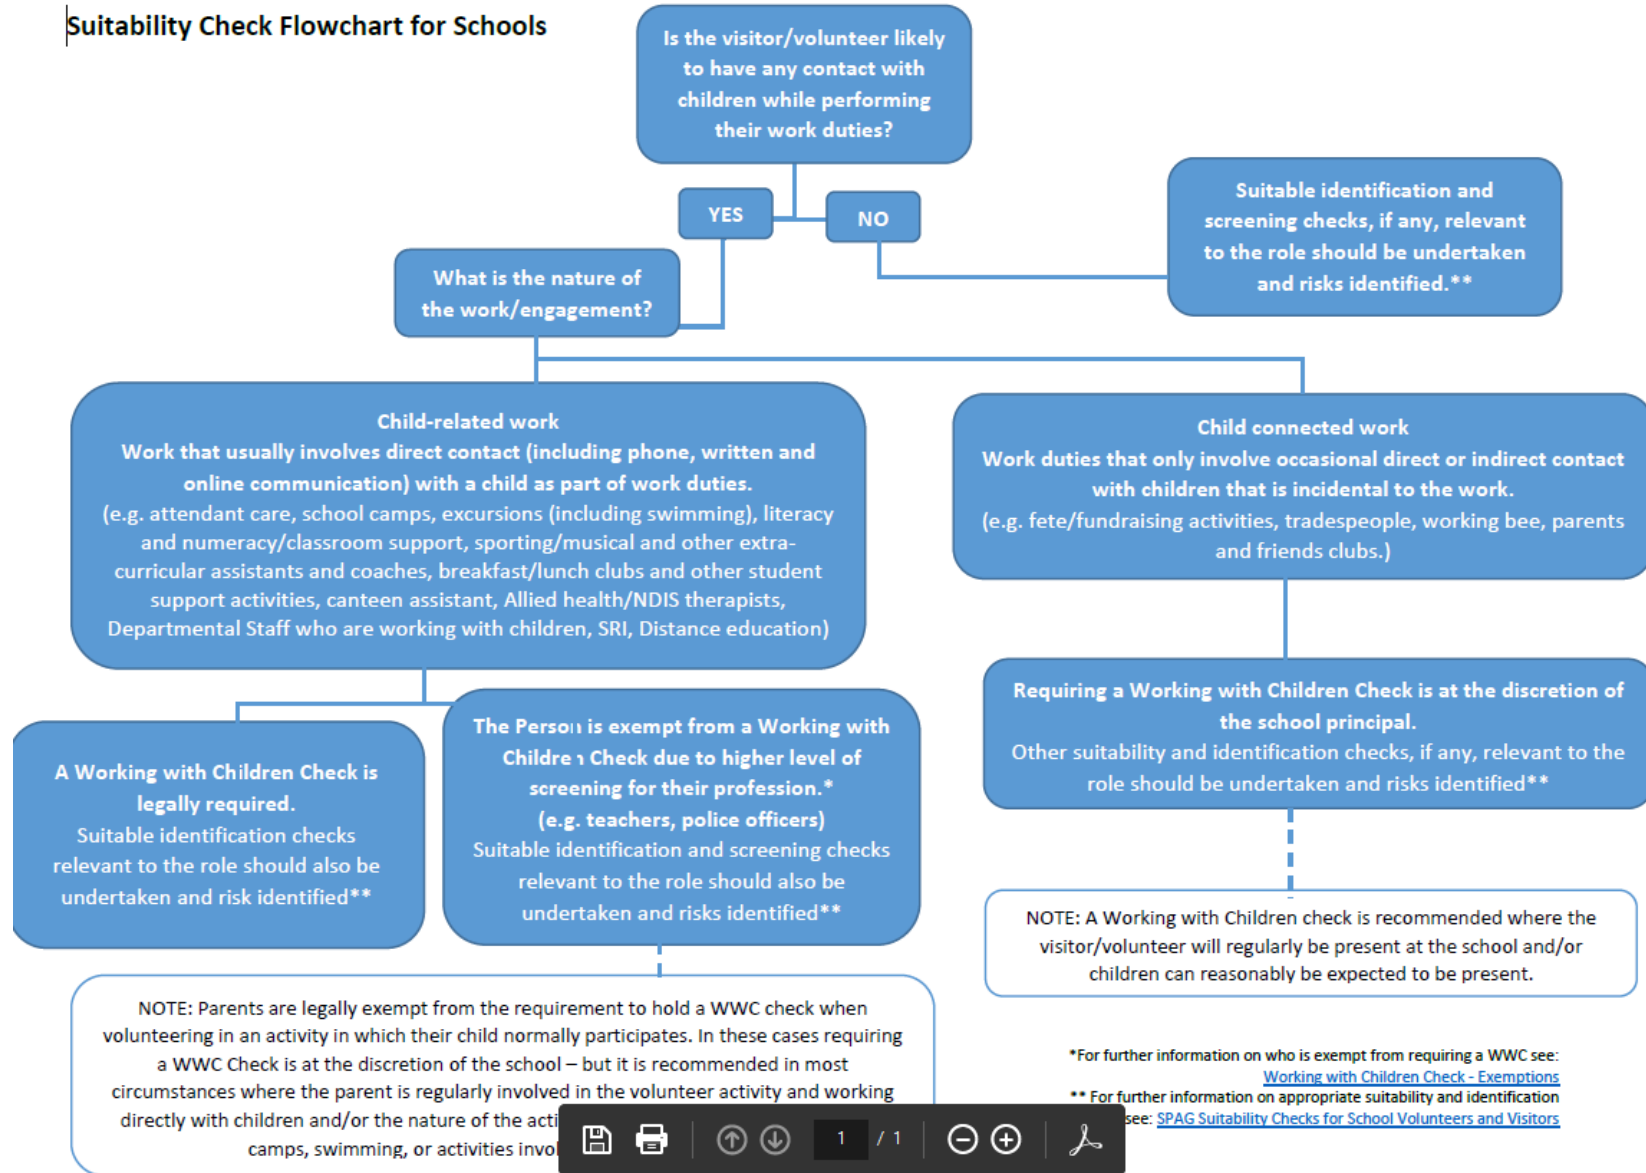 Suitability Check Flowchart for Schools
Is the visitor/volunteer likely
to have any contact with
children while performing
their work duties?
YES
NO
Suitable identification and
screening checks, if any, relevant
to the role should be undertaken
and risks identified.**
What is the nature of
the work/engagement?
Child-related work
Work that usually involves direct contact (including phone, written and
online communication) with a child as part of work duties.
(e.g. attendant care, school camps, excursions (including swimming), literacy
and numeracy/classroom support, sporting/musical and other extra-
curricular assistants and coaches, breakfast/lunch clubs and other student
support activities, canteen assistant, Allied health/NDIS therapists,
Departmental Staff who are working with children, SRI, Distance education)
Child connected work
Work duties that only involve occasional direct or indirect contact
with children that is incidental to the work.
(e.g. fete/fundraising activities, tradespeople, working bee, parents
and friends clubs.)
A Working with Children Check is
legally required.
Suitable identification checks
relevant to the role should also be
undertaken and risk identified**
The Person is exempt from a Working with
Children Check due to higher level of
screening for their profession.*
(e.g. teachers, police officers)
Suitable identification and screening checks
relevant to the role should also be
undertaken and risks identified**
Requiring a Working with Children Check is at the discretion of
the school principal.
Other suitability and identification checks, if any, relevant to the
role should be undertaken and risks identified**
NOTE: A Working with Children check is recommended where the
visitor/volunteer will regularly be present at the school and/or
children can reasonably be expected to be present.
NOTE: Parents are legally exempt from the requirement to hold a WWC check when
volunteering in an activity in which their child normally participates. In these cases requiring
a WWC Check is at the discretion of the school – but it is recommended in most
circumstances where the parent is regularly involved in the volunteer activity and working
directly with children and/or the nature of the
camps, swimming, or activities
*For further information on who is exempt from requiring a WWC see:
Working with Children Check - Exemptions
** For further information on appropriate suitability and identification
see: SPAG Suitability Checks for School Volunteers and Visitors
1 / 1